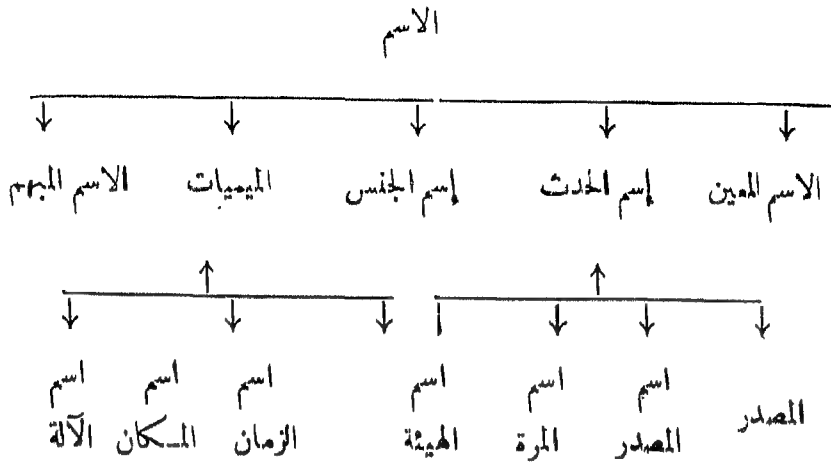 الاسم
الاسم المعين إسم الحدث إسم الجنس الميميات الاسم المبهم
المصدر اسم المصدر اسم المرة اسم الهيئة اسم الزمان اسم المـكان اسم الآلة